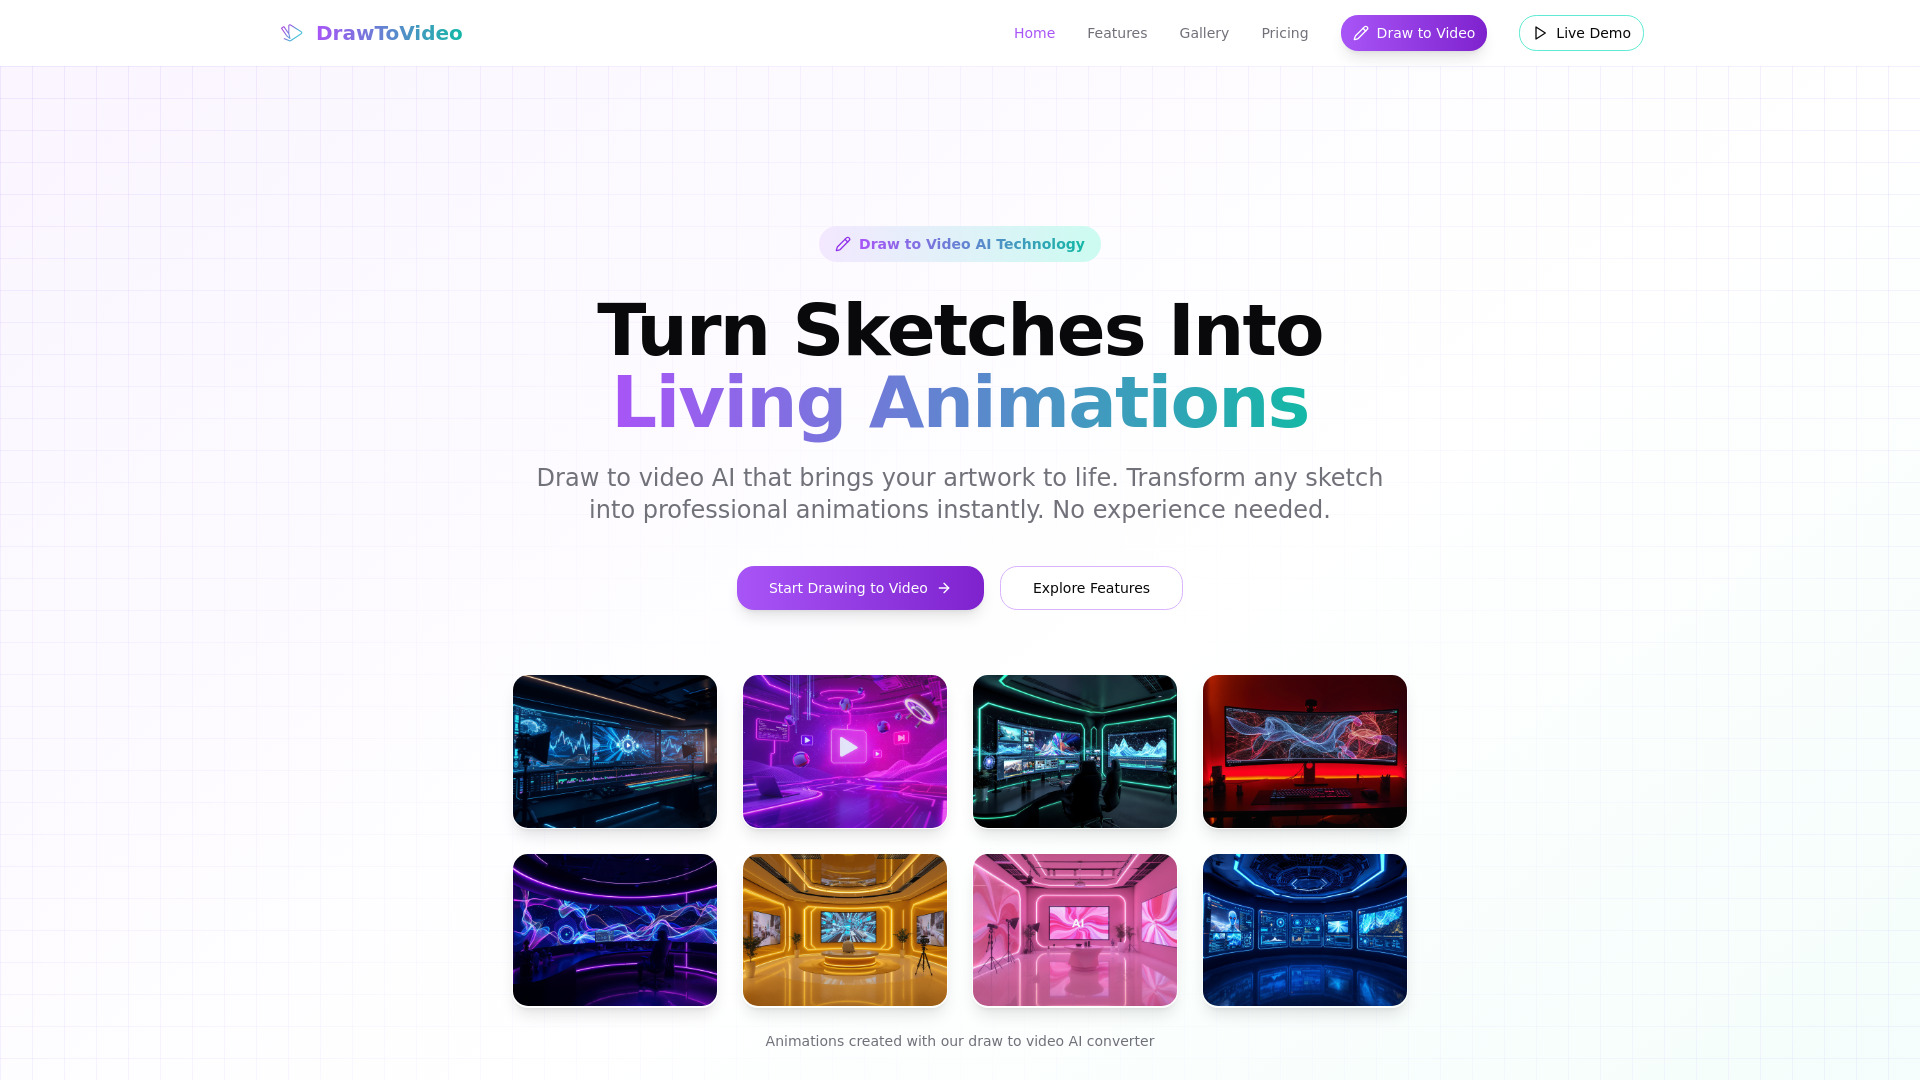 DrawToVideo
Home
Features
Gallery
Pricing
Draw to Video
Live Demo
Draw to Video AI Technology
Turn Sketches Into
Living Animations
Draw to video AI that brings your artwork to life. Transform any sketch
into professional animations instantly. No experience needed.
Start Drawing to Video
Explore Features
AI
Animations created with our draw to video AI converter